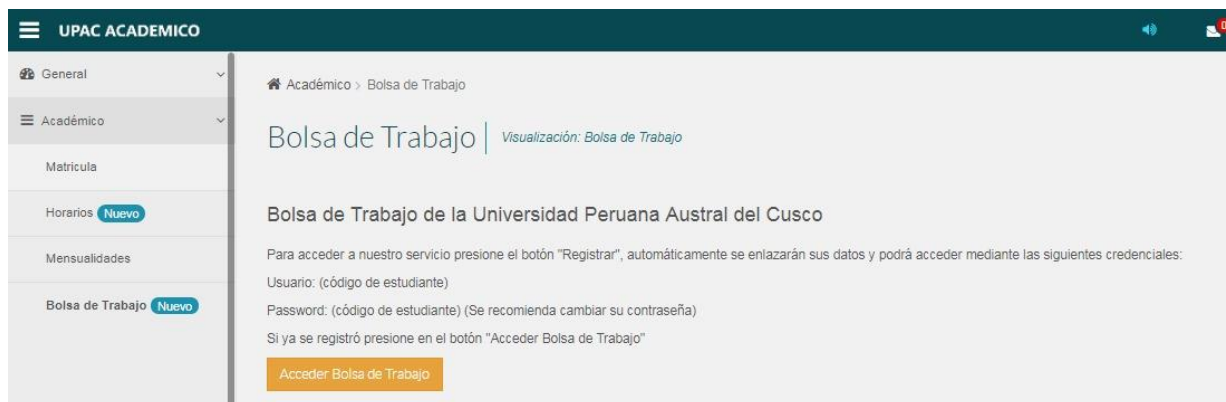 UPAC ACADEMICO
General
Académico
Matricula
Horarios Nuevo
Mensualidades
Bolsa de Trabajo Nuevo
Académico > Bolsa de Trabajo
Bolsa de Trabajo Visualización: Bolsa de Trabajo
Bolsa de Trabajo de la Universidad Peruana Austral del Cusco
Para acceder a nuestro servicio presione el botón "Registrar", automáticamente se enlazarán sus datos y podrá acceder mediante las siguientes credenciales:
Usuario: (código de estudiante)
Password: (código de estudiante) (Se recomienda cambiar su contraseña)
Si ya se registró presione en el botón "Acceder Bolsa de Trabajo"
Acceder Bolsa de Trabajo